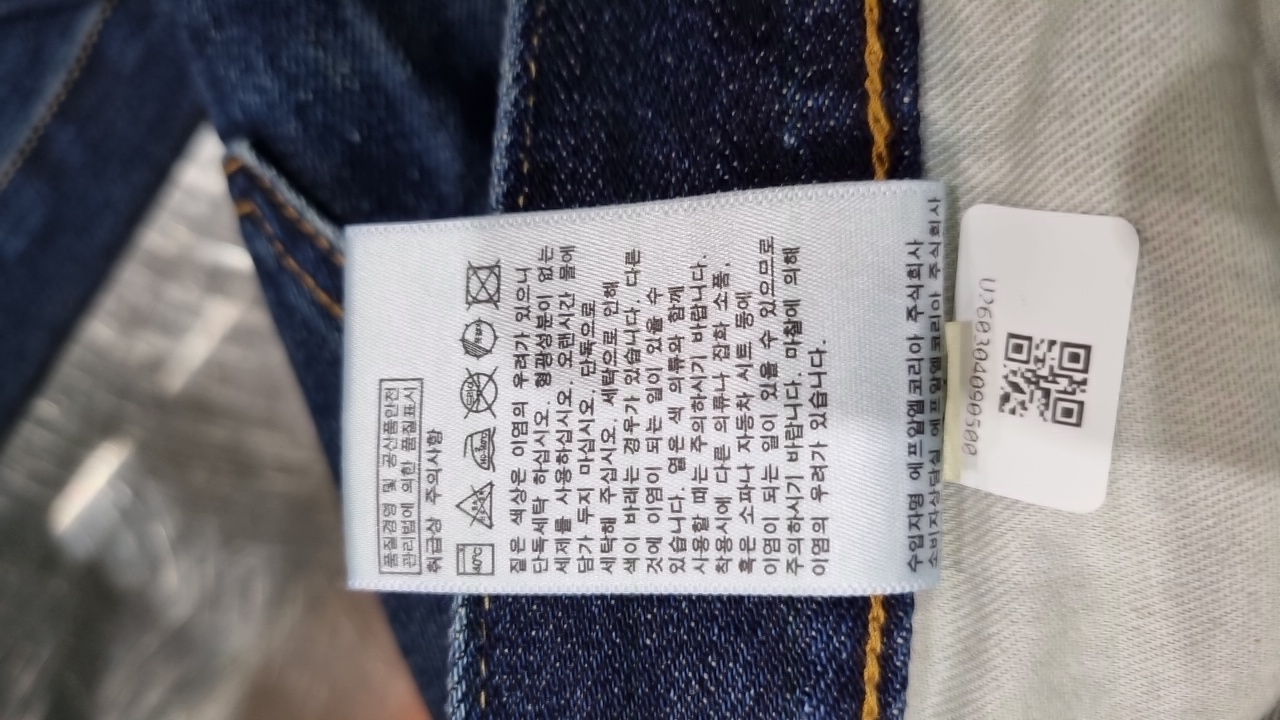 품질경영 및 공산품안전
관리법에 의한 품질표시
취급상 주의사항
40℃
80~120℃
짙은 색상은 이염의 우려가 있으니
단독세탁 하십시오. 형광성분이 없는
세제를 사용하십시오. 오랜시간 물에
담가 두지 마십시오. 단독으로
세탁해 주십시오. 세탁으로 인해
색이 바래는 경우가 있습니다. 다른
것에 이염이 되는 일이 있을 수
있습니다. 엷은 색 의류와 함께
사용할 때는 주의하시기 바랍니다.
착용시에 다른 의류나 잡화 소품,
혹은 소파나 자동차 시트 등에
이염이 되는 일이 있을 수 있으므로
주의하시기 바랍니다. 마찰에 의해
이염의 우려가 있습니다.
수입자명 에프알엘코리아 주식회사
소비자상담실 에프알엘코리아 주식회사
U260304090500